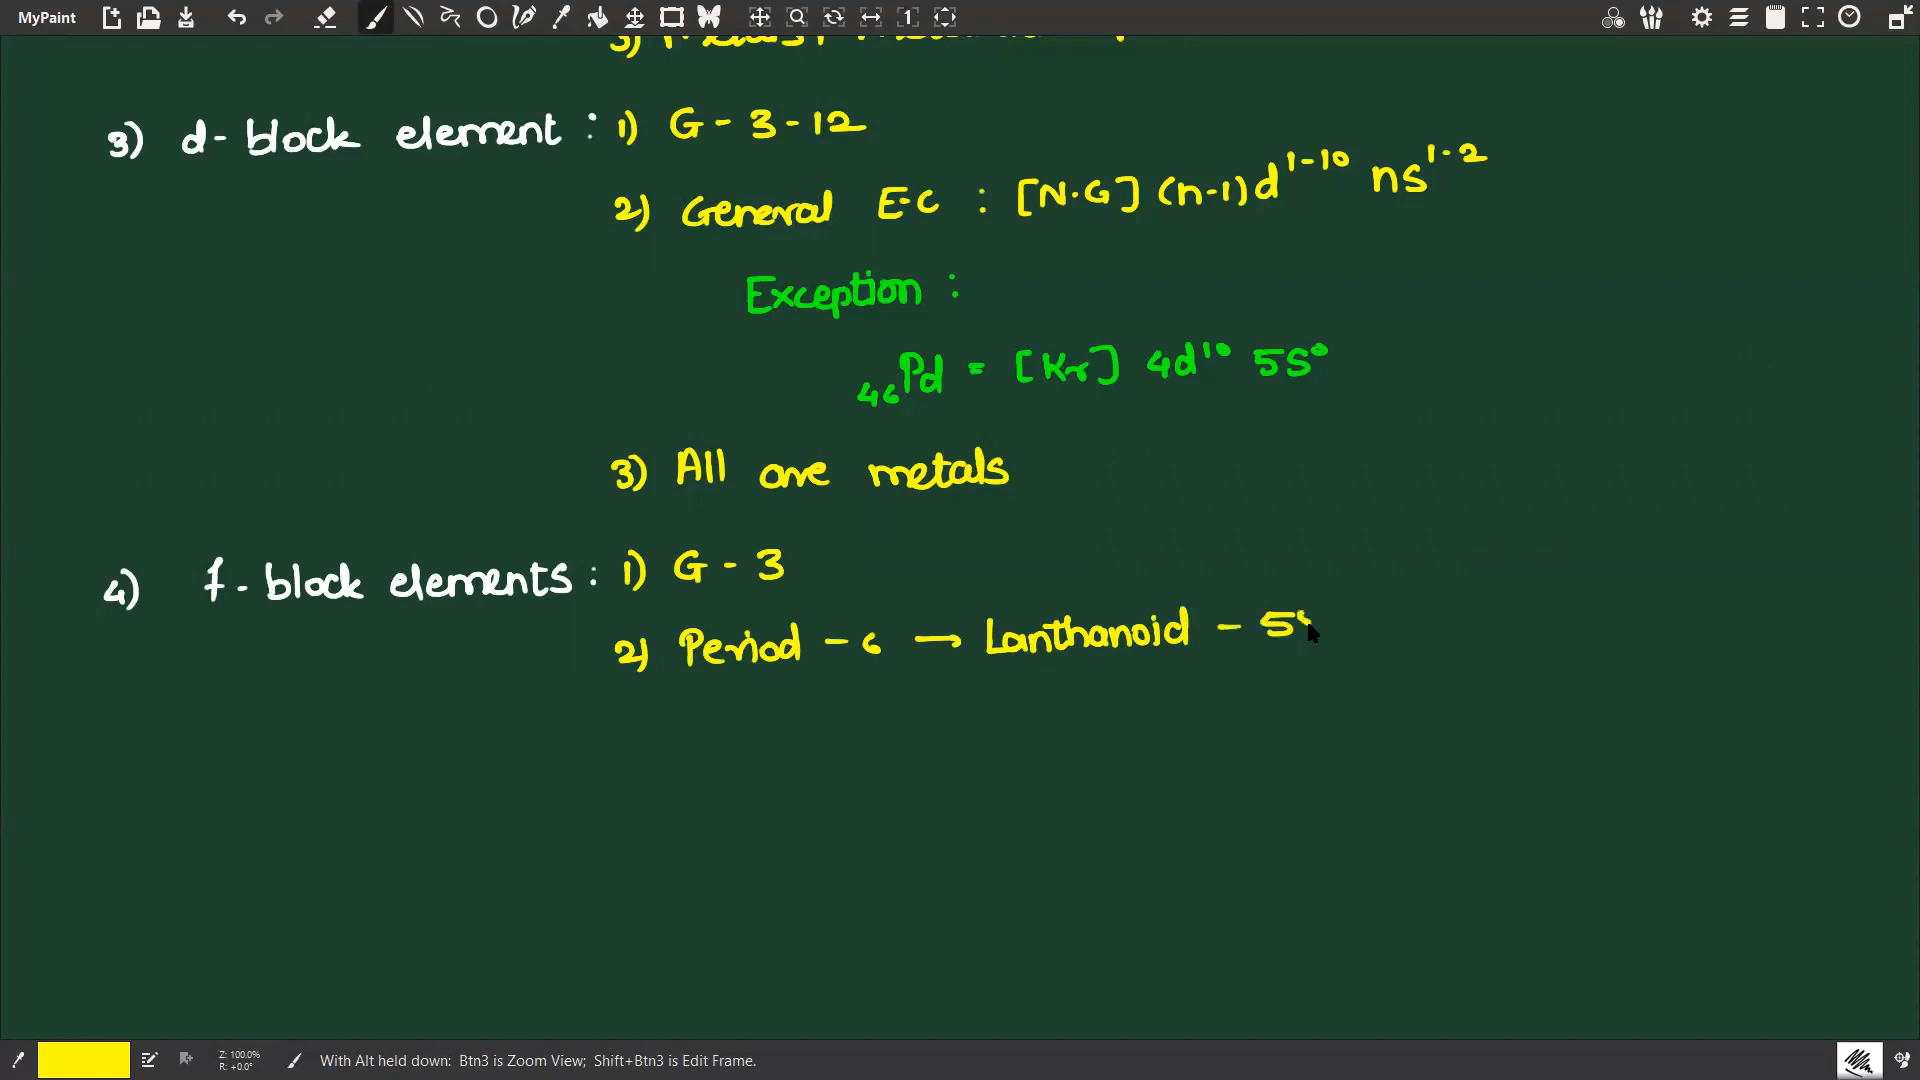 MyPaint
3)
3) d-block element : 1) G - 3 - 12
2) General E.C : [N.G] (n-1)d¹⁻¹⁰ ns¹⁻²
Exception :
₄₆Pd = [Kr] 4d¹⁰ 5s⁰
3) All are metals
4) f-block elements : 1) G - 3
2) Period - 6 → Lanthanoid - 5
Z: 100.0%
R: +0.0°
With Alt held down: Btn3 is Zoom View; Shift+Btn3 is Edit Frame.